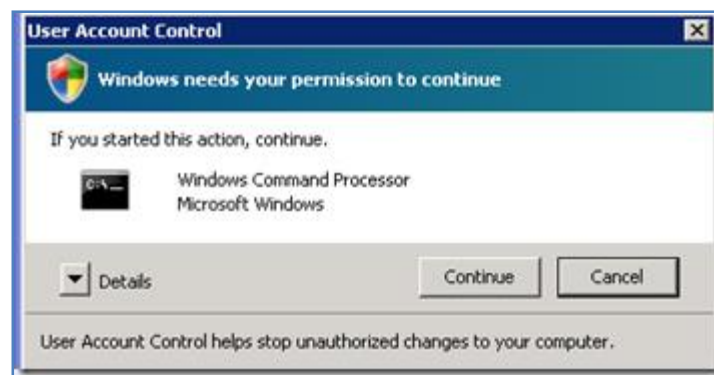 User Account Control
Windows needs your permission to continue
If you started this action, continue.
C:\_
Windows Command Processor
Microsoft Windows
Details
Continue
Cancel
User Account Control helps stop unauthorized changes to your computer.